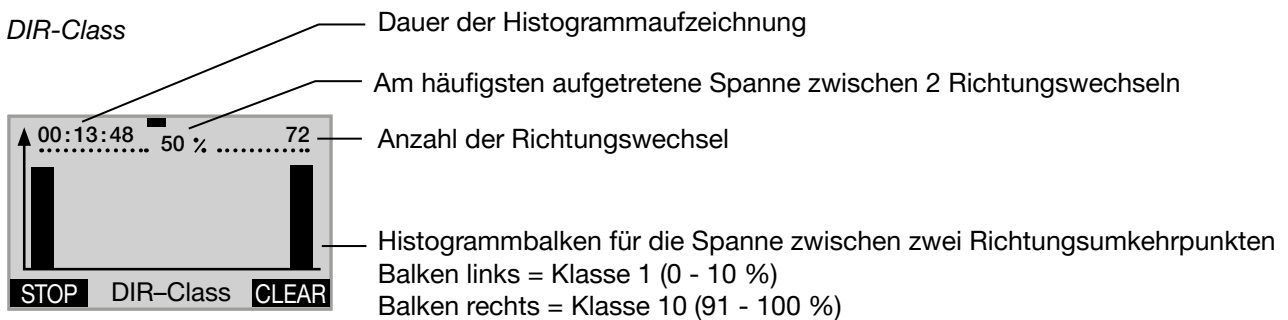 DIR-Class
Dauer der Histogrammaufzeichnung
Am häufigsten aufgetretene Spanne zwischen 2 Richtungswechseln
00:13:48
50 %
72
Anzahl der Richtungswechsel
Histogrammbalken für die Spanne zwischen zwei Richtungsumkehrpunkten
Balken links = Klasse 1 (0 - 10 %)
Balken rechts = Klasse 10 (91 - 100 %)
STOP DIR–Class CLEAR